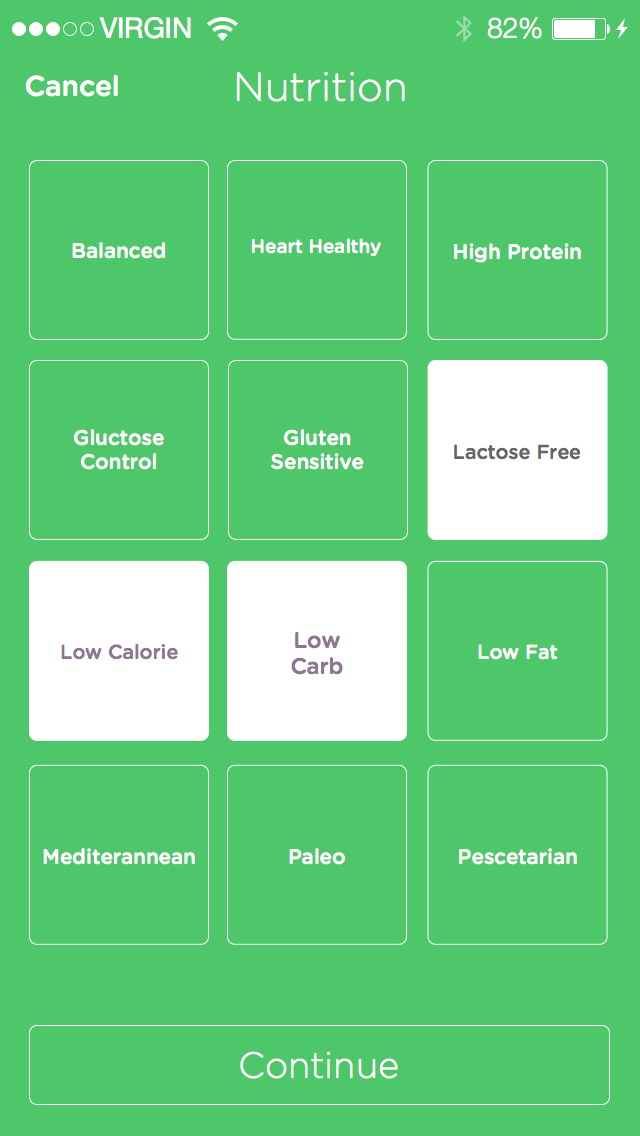 VIRGIN 82%
Cancel Nutrition
Balanced Heart Healthy High Protein
Gluctose
Control
Gluten
Sensitive
Lactose Free
Low Calorie
Low
Carb
Low Fat
Mediterannean Paleo Pescetarian
Continue